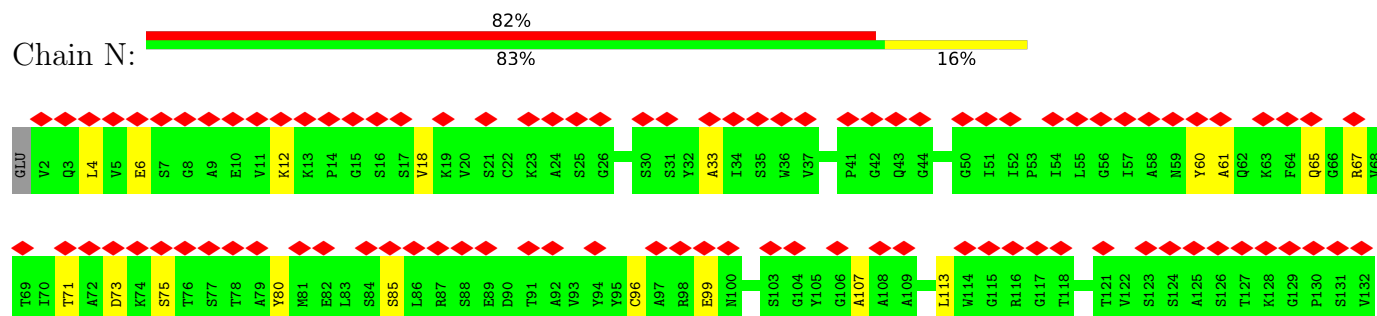 82%
Chain N:
83% 16%
GLU V2 Q3 L4 V5 E6 S7 G8 A9 E10 V11 K12 K13 P14 G15 S16 S17 V18 K19 V20 S21 C22 K23 A24 S25 G26 S30 S31 Y32 A33 I34 S35 W36 V37 P41 G42 Q43 G44 G50 I51 I52 P53 I54 L55 G56 I57 A58 N59 Y60 A61 Q62 K63 F64 Q65 G66 R67 V68
T69 I70 T71 A72 D73 K74 S75 T76 S77 T78 A79 Y80 M81 E82 L83 S84 S85 L86 R87 S88 E89 D90 T91 A92 V93 Y94 Y95 C96 A97 R98 E99 N100 S103 G104 Y105 G106 A107 A108 A109 L113 W114 G115 R116 G117 T118 T121 V122 S123 S124 A125 S126 T127 K128 G129 P130 S131 V132